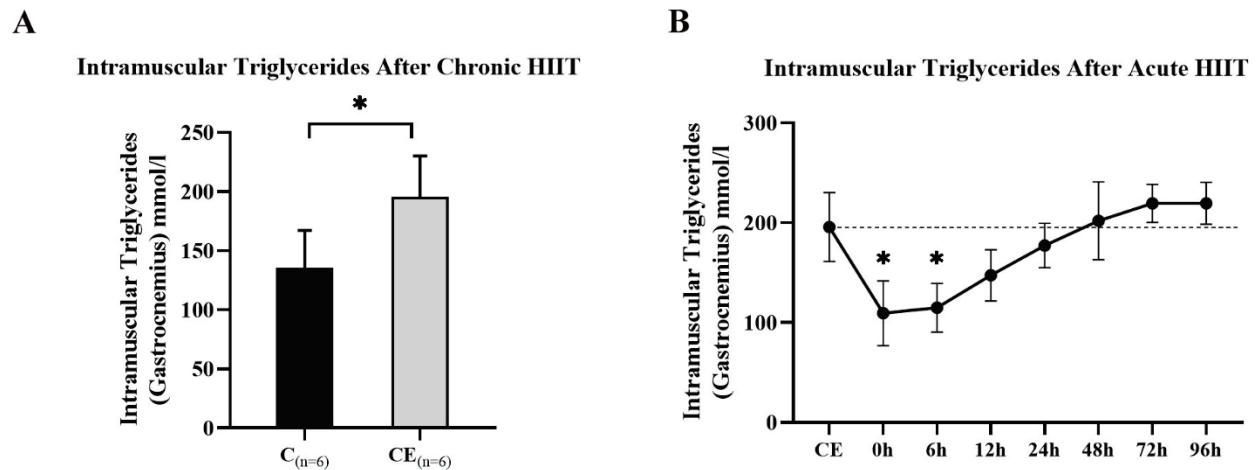 A
Intramuscular Triglycerides After Chronic HIIT
*
Intramuscular Triglycerides
(Gastrocnemius) mmol/l
250
200
150
100
50
0
C(n=6)
CE(n=6)
B
Intramuscular Triglycerides After Acute HIIT
Intramuscular Triglycerides
(Gastrocnemius) mmol/l
300
200
100
0
*
*
CE
0h
6h
12h
24h
48h
72h
96h